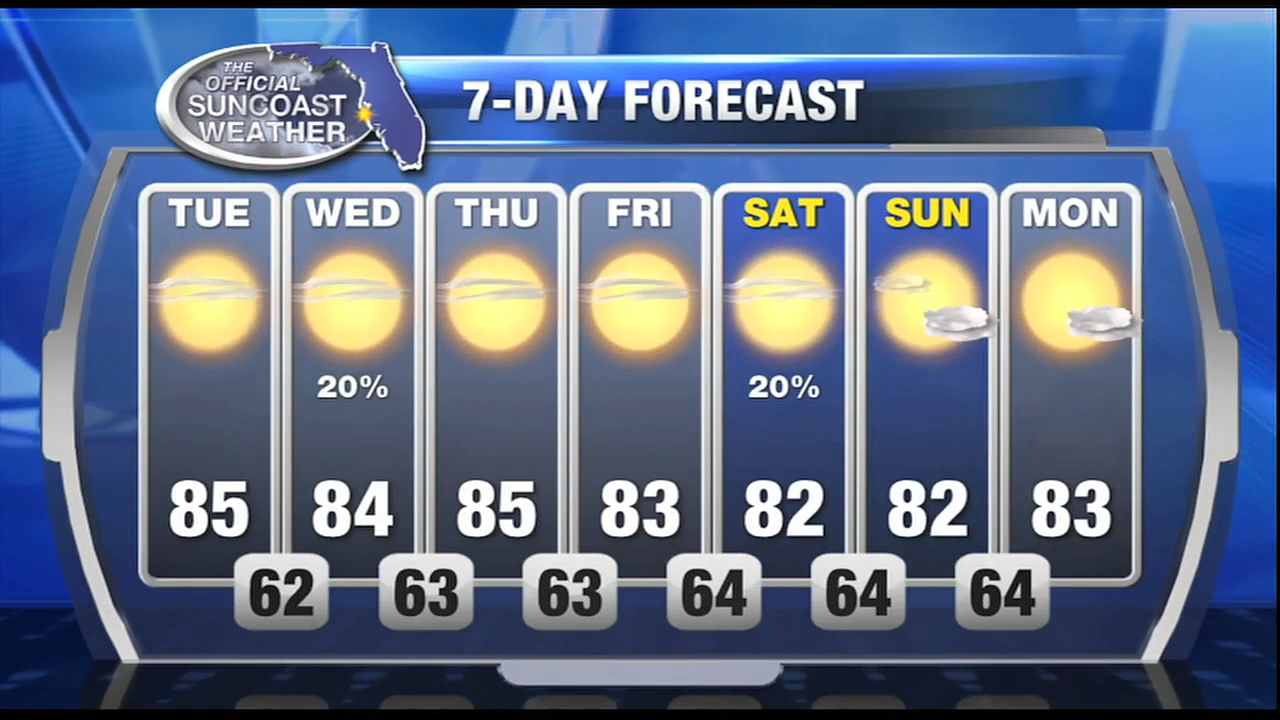 THE
OFFICIAL
SUNCOAST
WEATHER
7-DAY FORECAST
TUE WED THU FRI SAT SUN MON
20% 20%
85 84 85 83 82 82 83
62 63 63 64 64 64